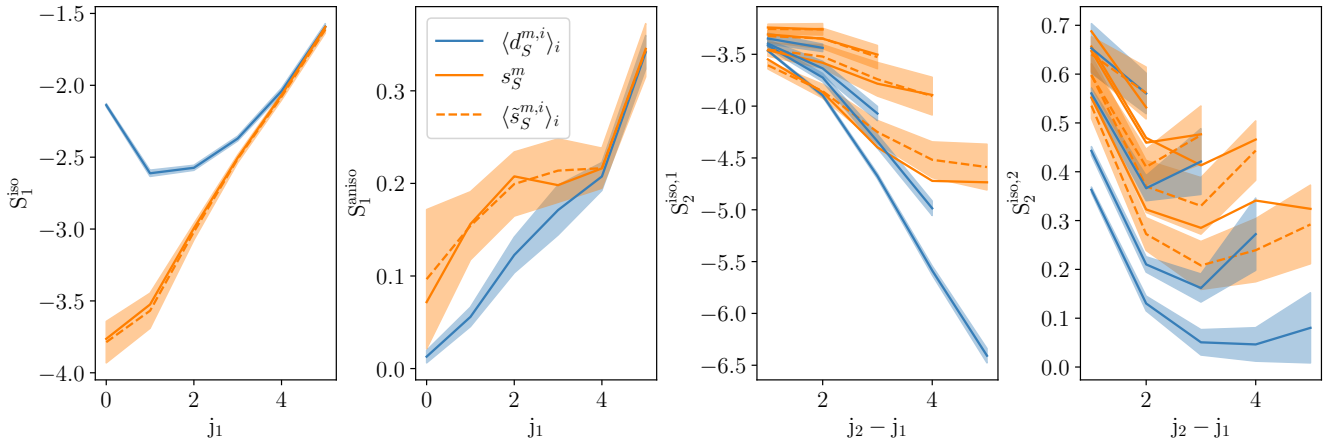 −1.5
−2.0
−2.5
−3.0
−3.5
−4.0
S₁^iso
0 2 4
j₁
0.3
0.2
0.1
0.0
S₁^aniso
0 2 4
j₁
⟨d_S^{m,i}⟩_i
s_S^m
⟨s̃_S^{m,i}⟩_i
−3.5
−4.0
−4.5
−5.0
−5.5
−6.0
−6.5
S₂^{iso,1}
2 4
j₂ − j₁
0.7
0.6
0.5
0.4
0.3
0.2
0.1
0.0
S₂^{iso,2}
2 4
j₂ − j₁